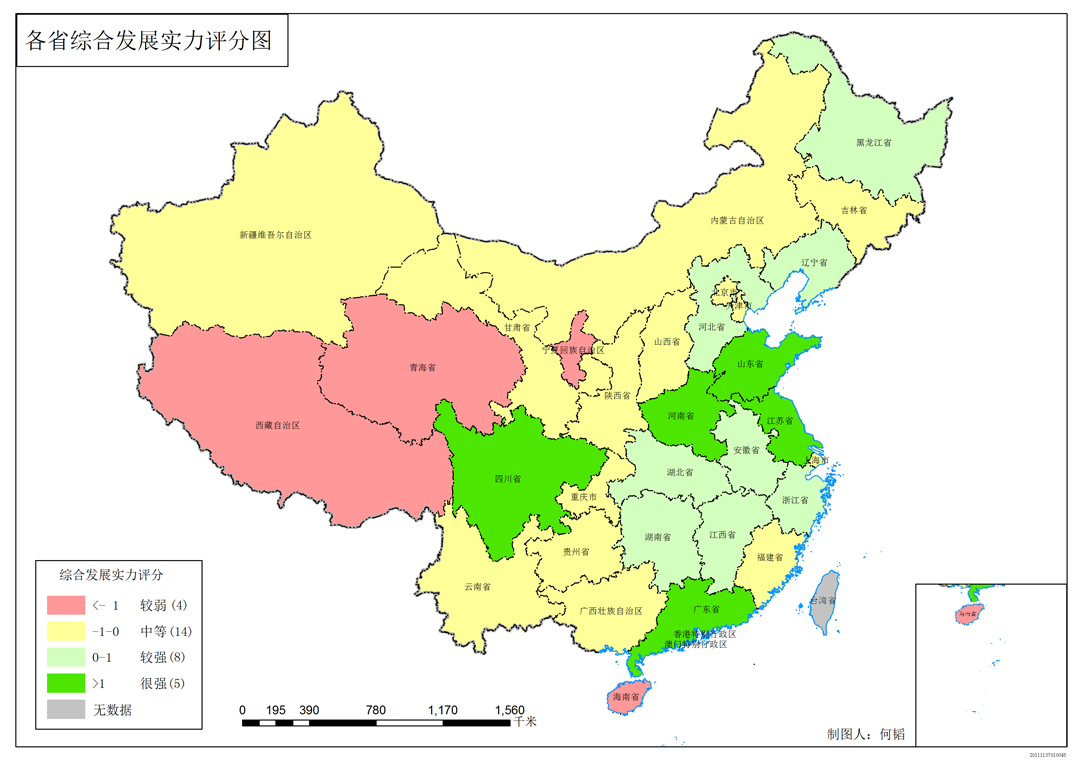 各省综合发展实力评分图
黑龙江省
吉林省
内蒙古自治区
新疆维吾尔自治区
辽宁省
北京市
天津市
河北省
甘肃省
山西省
宁夏回族自治区
山东省
青海省
陕西省
河南省
江苏省
西藏自治区
安徽省
上海市
湖北省
四川省
重庆市
浙江省
湖南省
江西省
贵州省
福建省
云南省
台湾省
广西壮族自治区
广东省
香港特别行政区
澳门特别行政区
海南省
海南省
综合发展实力评分
<- 1 较弱(4)
-1-0 中等(14)
0-1 较强(8)
>1 很强(5)
无数据
0 195 390 780 1,170 1,560
千米
制图人：何韬